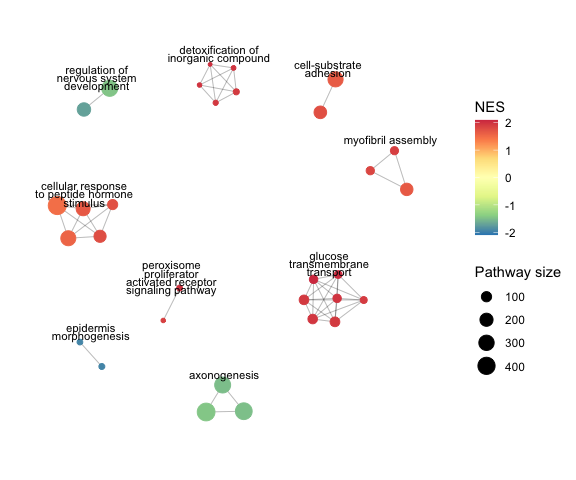 detoxification of
inorganic compound
cell-substrate
adhesion
regulation of
nervous system
development
myofibril assembly
cellular response
to peptide hormone
stimulus
glucose
transmembrane
transport
peroxisome
proliferator
activated receptor
signaling pathway
epidermis
morphogenesis
axonogenesis
NES
2
1
0
-1
-2
Pathway size
100
200
300
400